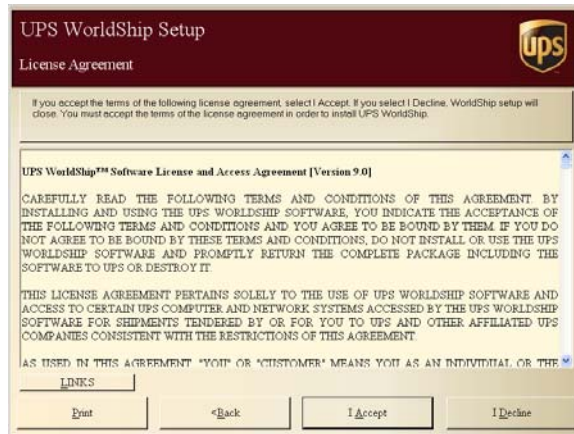 UPS WorldShip Setup
ups
License Agreement
If you accept the terms of the following license agreement, select I Accept. If you select I Decline, WorldShip setup will
close. You must accept the terms of the license agreement in order to install UPS WorldShip.
UPS WorldShip™ Software License and Access Agreement [Version 9.0]
CAREFULLY READ THE FOLLOWING TERMS AND CONDITIONS OF THIS AGREEMENT. BY
INSTALLING AND USING THE UPS WORLDSHIP SOFTWARE, YOU INDICATE THE ACCEPTANCE OF
THE FOLLOWING TERMS AND CONDITIONS AND YOU AGREE TO BE BOUND BY THEM. IF YOU DO
NOT AGREE TO BE BOUND BY THESE TERMS AND CONDITIONS, DO NOT INSTALL OR USE THE UPS
WORLDSHIP SOFTWARE AND PROMPTLY RETURN THE COMPLETE PACKAGE INCLUDING THE
SOFTWARE TO UPS OR DESTROY IT.
THIS LICENSE AGREEMENT PERTAINS SOLELY TO THE USE OF UPS WORLDSHIP SOFTWARE AND
ACCESS TO CERTAIN UPS COMPUTER AND NETWORK SYSTEMS ACCESSED BY THE UPS WORLDSHIP
SOFTWARE FOR SHIPMENTS TENDERED BY OR FOR YOU TO UPS AND OTHER AFFILIATED UPS
COMPANIES CONSISTENT WITH THE RESTRICTIONS OF THIS AGREEMENT.
AS USED IN THIS AGREEMENT, "YOU" OR "CUSTOMER" MEANS YOU AS AN INDIVIDUAL OR THE
LINKS
Print
<Back
I Accept
I Decline